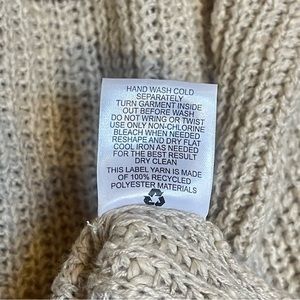 HAND WASH COLD
SEPARATELY
TURN GARMENT INSIDE
OUT BEFORE WASH
DO NOT WRING OR TWIST
USE ONLY NON-CHLORINE
BLEACH WHEN NEEDED
RESHAPE AND DRY FLAT
COOL IRON AS NEEDED
FOR THE BEST RESULT
DRY CLEAN
THIS LABEL YARN IS MADE
OF 100% RECYCLED
POLYESTER MATERIALS